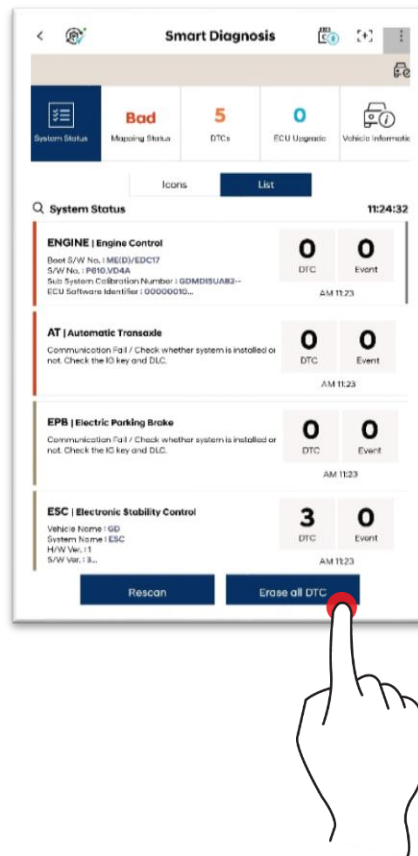 Smart Diagnosis
System Status
Bad
Mapping Status
5
DTCs
0
ECU Upgrade
Vehicle Informatic
Icons
List
System Status
11:24:32
ENGINE | Engine Control
Boot S/W No. : ME(D)/EDC17
S/W No. : P610.VD4A
Sub System Calibration Number : GDMDI5UAB2--
ECU Software Identifier : 00000010...
0
DTC
0
Event
AM 11:23
AT | Automatic Transaxle
Communication Fail / Check whether system is installed or
not. Check the IG key and DLC.
0
DTC
0
Event
AM 11:23
EPB | Electric Parking Brake
Communication Fail / Check whether system is installed or
not. Check the IG key and DLC.
0
DTC
0
Event
AM 11:23
ESC | Electronic Stability Control
Vehicle Name : GD
System Name : ESC
H/W Ver. : 1
S/W Ver. : 3...
3
DTC
0
Event
AM 11:23
Rescan
Erase all DTC